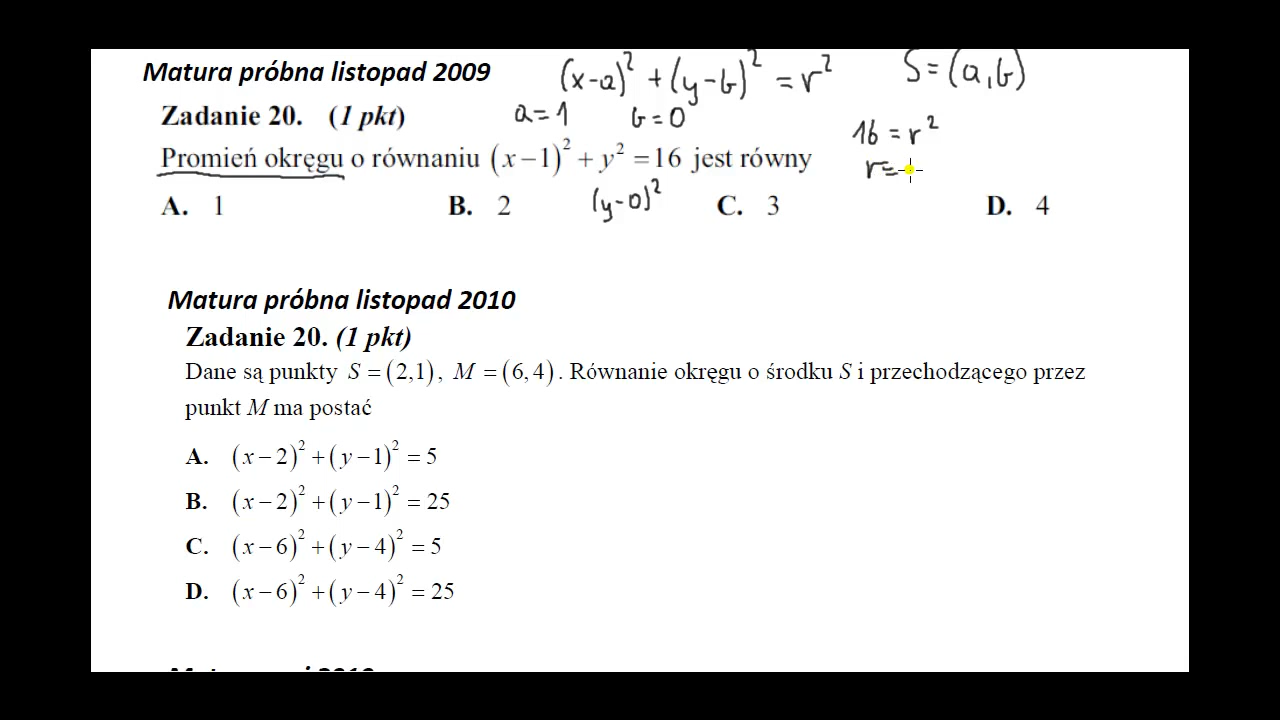 Matura próbna listopad 2009
(x-a)² + (y-b)² = r²
S = (a,b)
Zadanie 20. (1 pkt)
a=1
b=0
16 = r²
Promień okręgu o równaniu (x−1)² + y² = 16 jest równy
r=
A. 1 B. 2
(y-0)²
C. 3 D. 4
Matura próbna listopad 2010
Zadanie 20. (1 pkt)
Dane są punkty S = (2,1), M = (6,4). Równanie okręgu o środku S i przechodzącego przez
punkt M ma postać
A. (x−2)² + (y−1)² = 5
B. (x−2)² + (y−1)² = 25
C. (x−6)² + (y−4)² = 5
D. (x−6)² + (y−4)² = 25